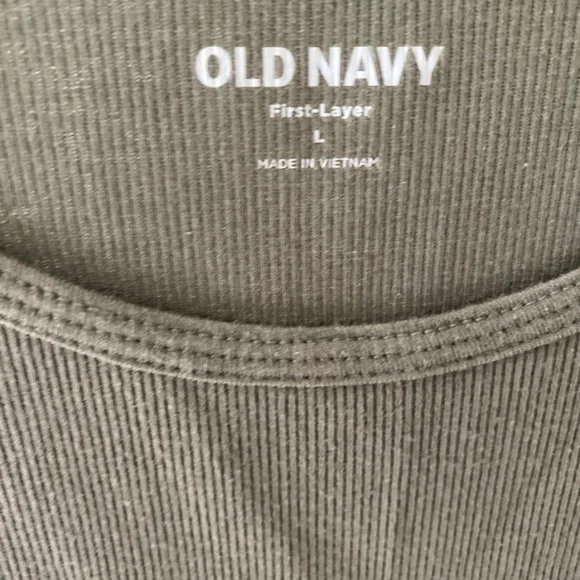 OLD NAVY
First-Layer
L
MADE IN VIETNAM